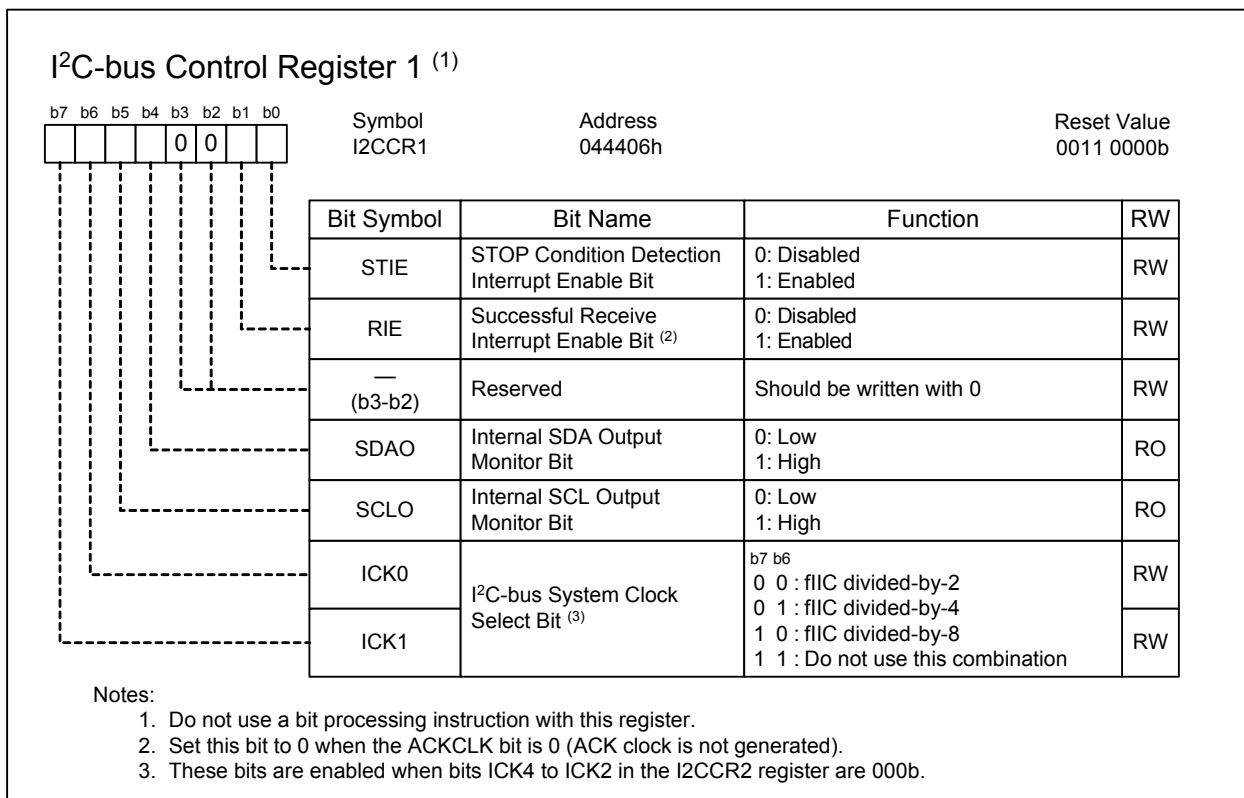 I²C-bus Control Register 1 (1)
b7 b6 b5 b4 b3 b2 b1 b0
0 0
Symbol Address Reset Value
I2CCR1 044406h 0011 0000b
Bit Symbol Bit Name Function RW
STIE STOP Condition Detection Interrupt Enable Bit 0: Disabled 1: Enabled RW
RIE Successful Receive Interrupt Enable Bit (2) 0: Disabled 1: Enabled RW
— (b3-b2) Reserved Should be written with 0 RW
SDAO Internal SDA Output Monitor Bit 0: Low 1: High RO
SCLO Internal SCL Output Monitor Bit 0: Low 1: High RO
ICK0 RW
ICK1 RW
I²C-bus System Clock
Select Bit (3)
b7 b6
0 0 : fIIC divided-by-2
0 1 : fIIC divided-by-4
1 0 : fIIC divided-by-8
1 1 : Do not use this combination
Notes:
1. Do not use a bit processing instruction with this register.
2. Set this bit to 0 when the ACKCLK bit is 0 (ACK clock is not generated).
3. These bits are enabled when bits ICK4 to ICK2 in the I2CCR2 register are 000b.